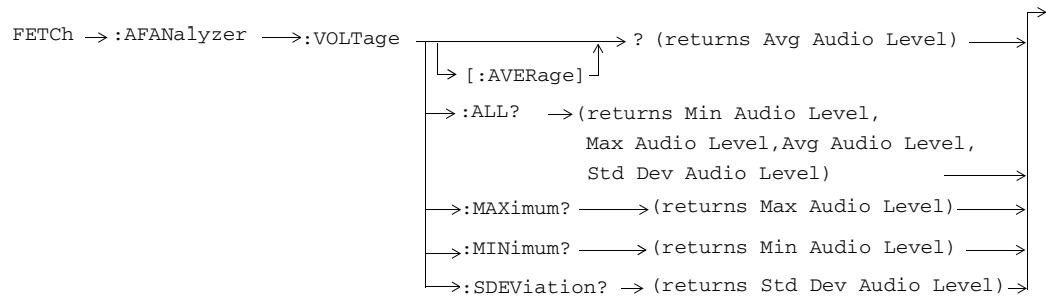 FETCh :AFANalyzer :VOLTage ? (returns Avg Audio Level)
[:AVERage]
:ALL? (returns Min Audio Level,
Max Audio Level,Avg Audio Level,
Std Dev Audio Level)
:MAXimum? (returns Max Audio Level)
:MINimum? (returns Min Audio Level)
:SDEViation? (returns Std Dev Audio Level)